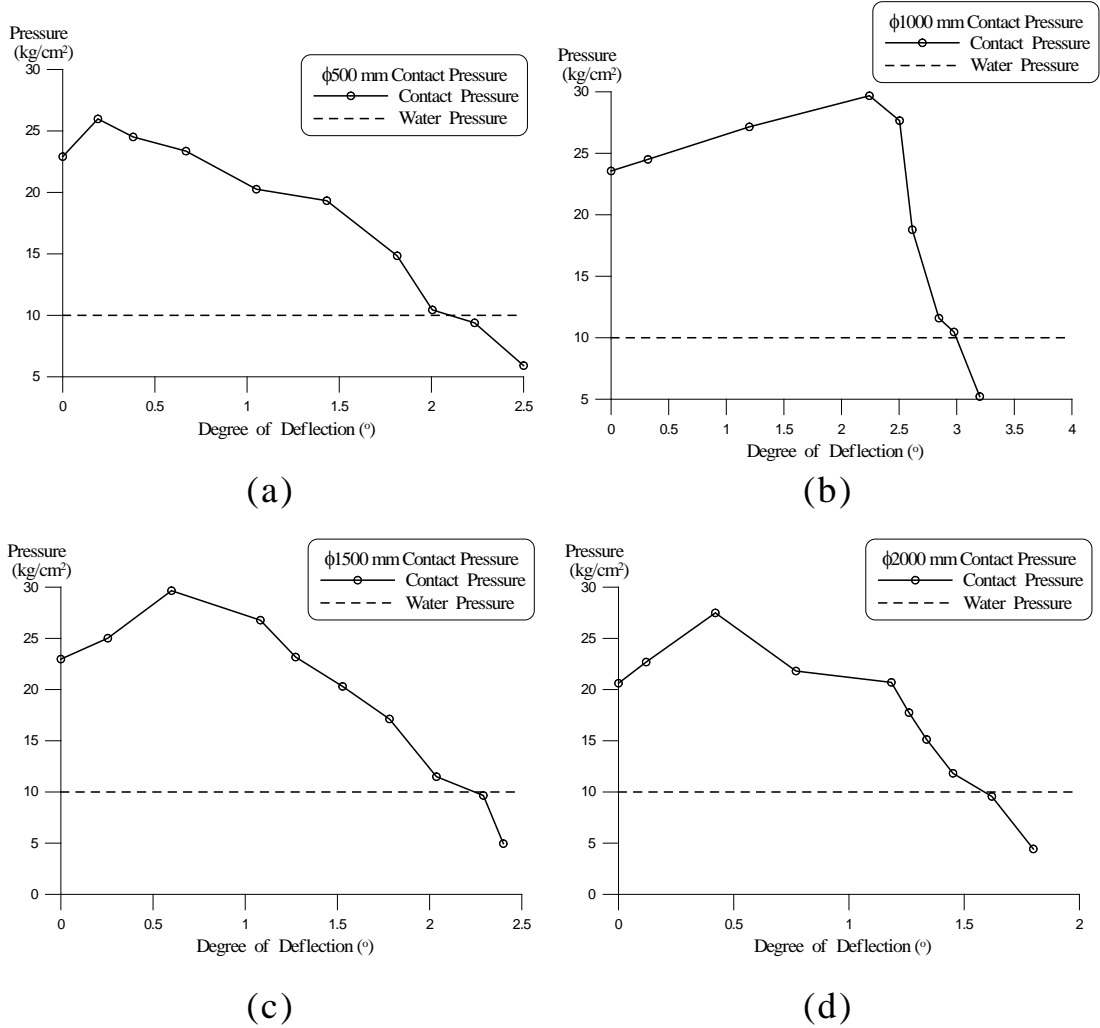 Pressure
(kg/cm²)
ϕ500 mm Contact Pressure
Contact Pressure
Water Pressure
30
25
20
15
10
5
0 0.5 1 1.5 2 2.5
Degree of Deflection (°)
(a)
ϕ1000 mm Contact Pressure
Contact Pressure
Water Pressure
Pressure
(kg/cm²)
30
25
20
15
10
5
0 0.5 1 1.5 2 2.5 3 3.5 4
Degree of Deflection (°)
(b)
Pressure
(kg/cm²)
ϕ1500 mm Contact Pressure
Contact Pressure
Water Pressure
30
25
20
15
10
5
0
0 0.5 1 1.5 2 2.5
Degree of Deflection (°)
(c)
Pressure
(kg/cm²)
ϕ2000 mm Contact Pressure
Contact Pressure
Water Pressure
30
25
20
15
10
5
0
0 0.5 1 1.5 2
Degree of Deflection (°)
(d)